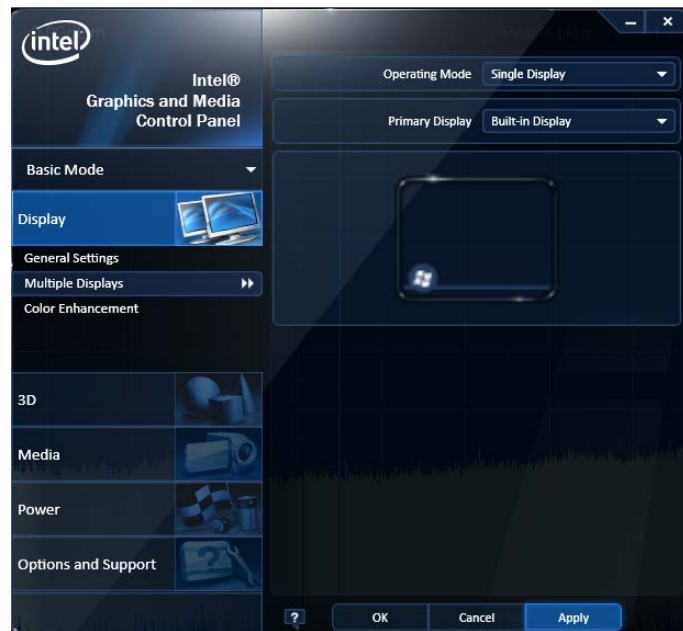 intel
Intel®
Graphics and Media
Control Panel
Basic Mode
Display
General Settings
Multiple Displays
Color Enhancement
3D
Media
Power
Options and Support
Operating Mode
Single Display
Primary Display
Built-in Display
?
OK
Cancel
Apply